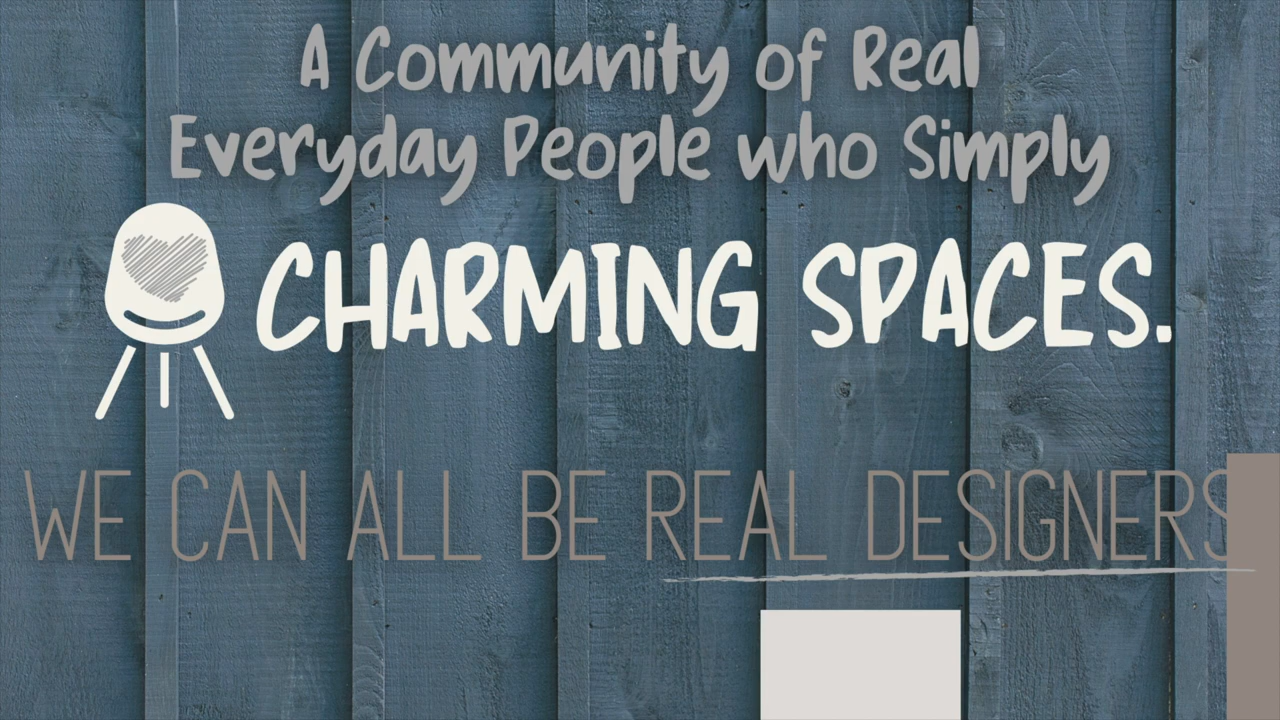 A Community of Real
Everyday People who Simply
CHARMING SPACES.
WE CAN ALL BE REAL DESIGNERS